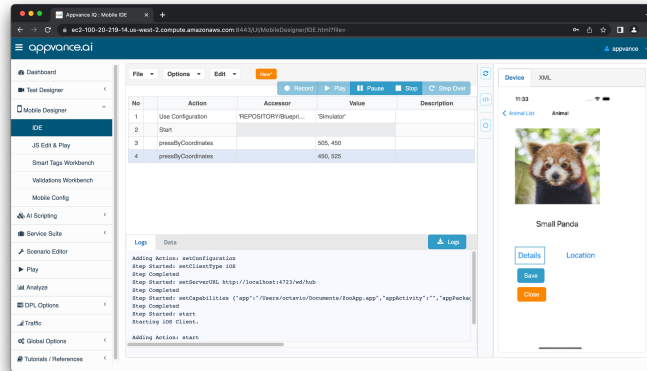 Appvance IQ : Mobile IDE
ec2-100-20-219-14.us-west-2.compute.amazonaws.com:8443/UI/MobileDesigner/IDE.html?file=
appvance.ai
appvance
Dashboard
Test Designer
Mobile Designer
IDE
JS Edit & Play
Smart Tags Workbench
Validations Workbench
Mobile Config
AI Scripting
Service Suite
Scenario Editor
Play
Analyze
DPL Options
Traffic
Global Options
Tutorials / References
File Options Edit New*
Record Play Pause Stop Step Over
No Action Accessor Value Description
1 Use Configuration 'REPOSITORY/Bluepri... 'Simulator'
2 Start
3 pressByCoordinates 505, 450
4 pressByCoordinates 450, 525
Logs Data Logs
Adding Action: setConfiguration
Step Started: setClientType iOS
Step Completed
Step Started: setServerURL http://localhost:4723/wd/hub
Step Completed
Step Started: setCapabilities {"app":"/Users/octavio/Documents/ZooApp.app","appActivity":"","appPackag
Step Completed
Step Started: start
Starting iOS Client.
Adding Action: start
Device XML
11:33
Animal List Animal
Small Panda
Details Location
Save
Close